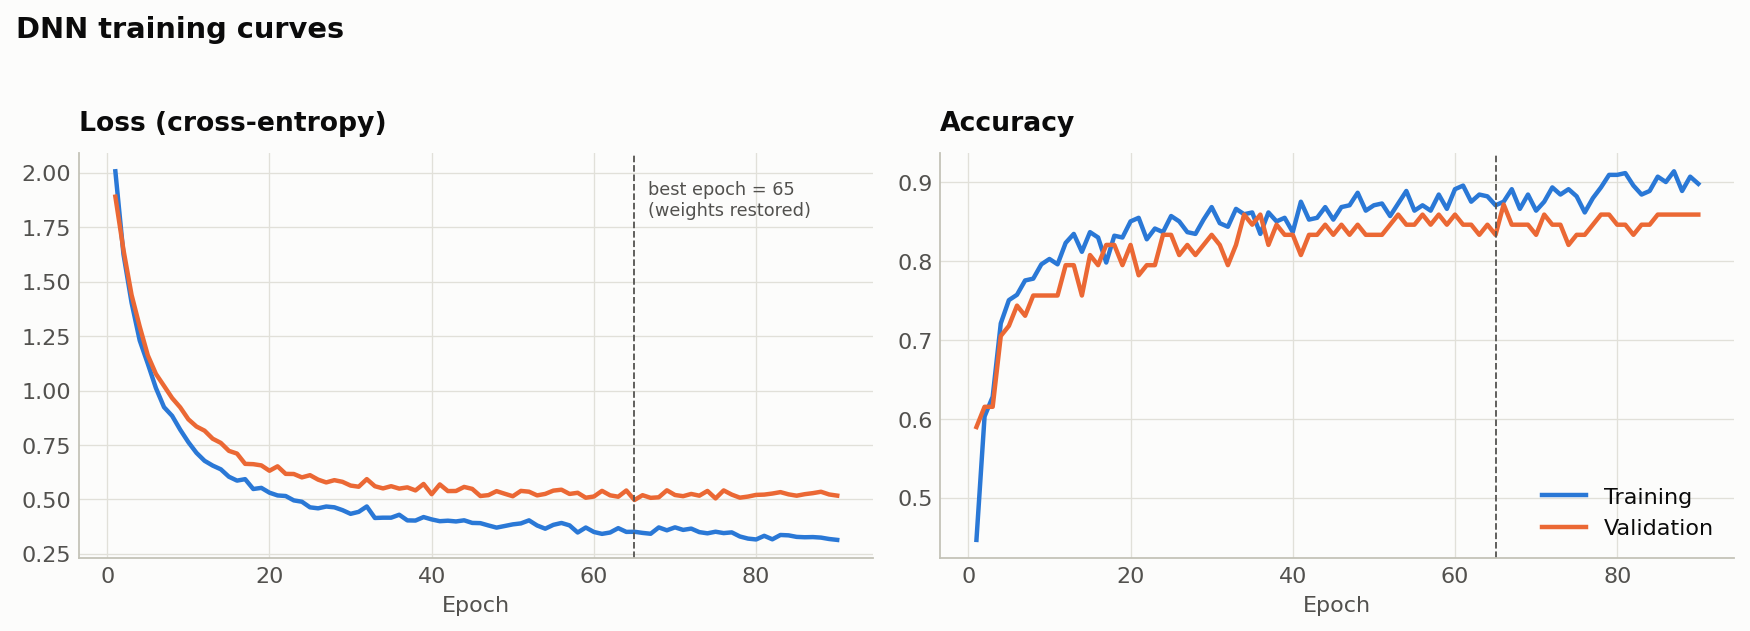 DNN training curves
Loss (cross-entropy)
2.00
1.75
1.50
1.25
1.00
0.75
0.50
0.25
best epoch = 65
(weights restored)
0 20 40 60 80
Epoch
Accuracy
0.9
0.8
0.7
0.6
0.5
Training
Validation
0 20 40 60 80
Epoch